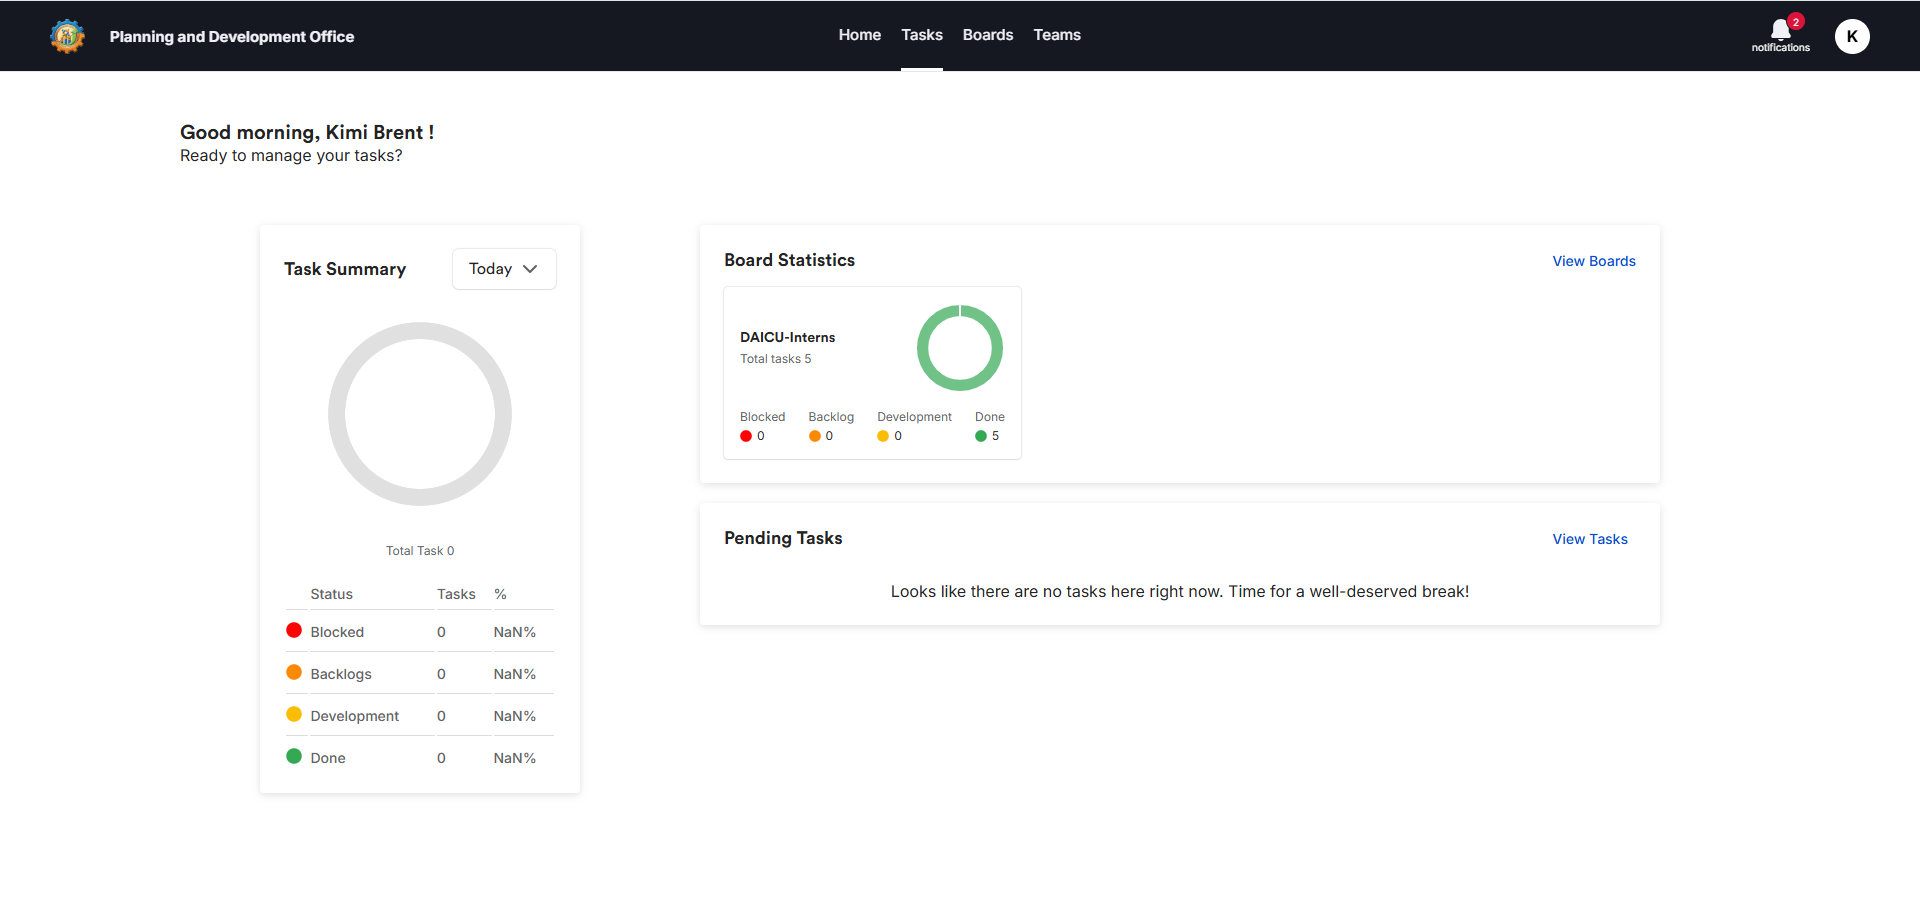 Planning and Development Office
Home Tasks Boards Teams
2
notifications
K
Good morning, Kimi Brent !
Ready to manage your tasks?
Task Summary
Today
Total Task 0
Status Tasks %
Blocked 0 NaN%
Backlogs 0 NaN%
Development 0 NaN%
Done 0 NaN%
Board Statistics
View Boards
DAICU-Interns
Total tasks 5
Blocked Backlog Development Done
0 0 0 5
Pending Tasks
View Tasks
Looks like there are no tasks here right now. Time for a well-deserved break!